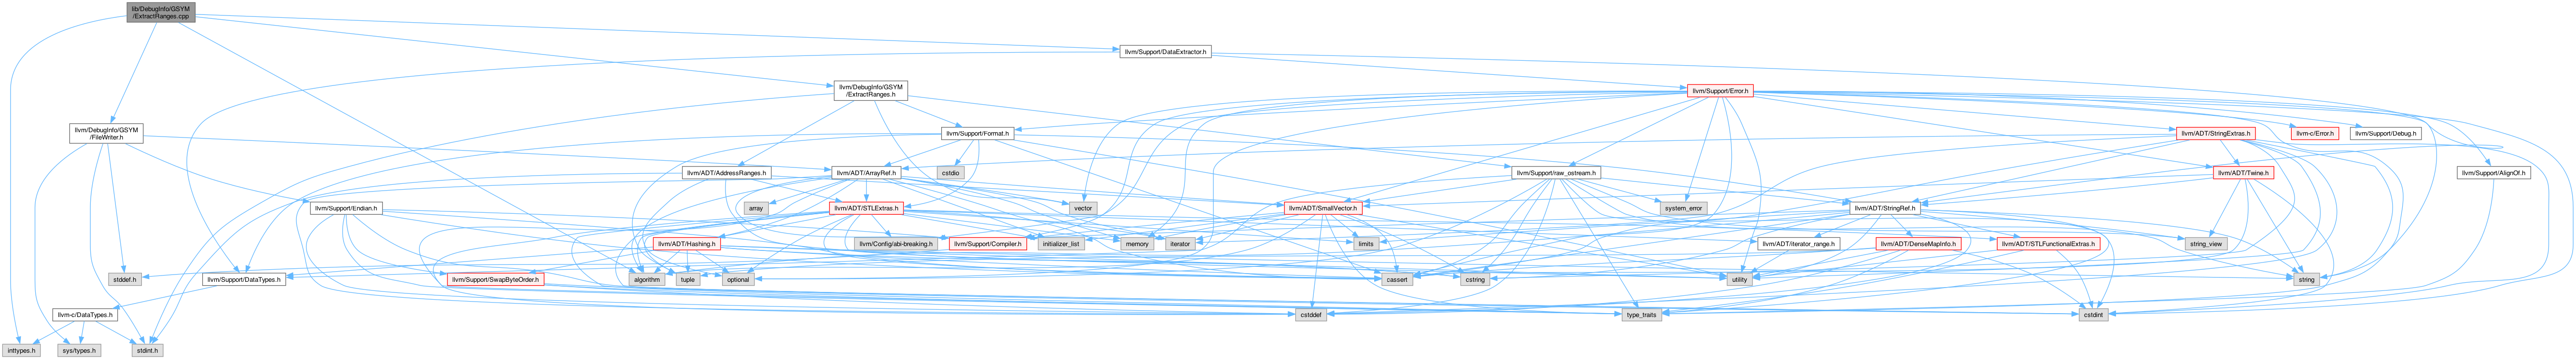 lib/DebugInfo/GSYM
/ExtractRanges.cpp
llvm/Support/DataExtractor.h
llvm/DebugInfo/GSYM
/ExtractRanges.h
llvm/Support/Error.h
llvm/DebugInfo/GSYM
/FileWriter.h
llvm/Support/Format.h
llvm/ADT/StringExtras.h
llvm-c/Error.h
llvm/Support/Debug.h
cstdio
llvm/ADT/AddressRanges.h
llvm/ADT/ArrayRef.h
llvm/Support/raw_ostream.h
llvm/ADT/Twine.h
llvm/Support/AlignOf.h
llvm/Support/Endian.h
array
llvm/ADT/STLExtras.h
vector
llvm/ADT/SmallVector.h
system_error
llvm/ADT/StringRef.h
llvm/ADT/Hashing.h
llvm/Config/abi-breaking.h
llvm/Support/Compiler.h
initializer_list
memory
iterator
limits
llvm/ADT/iterator_range.h
llvm/ADT/DenseMapInfo.h
llvm/ADT/STLFunctionalExtras.h
string_view
stddef.h
llvm/Support/DataTypes.h
llvm/Support/SwapByteOrder.h
algorithm
tuple
optional
cassert
cstring
utility
string
llvm-c/DataTypes.h
cstddef
type_traits
cstdint
inttypes.h
sys/types.h
stdint.h